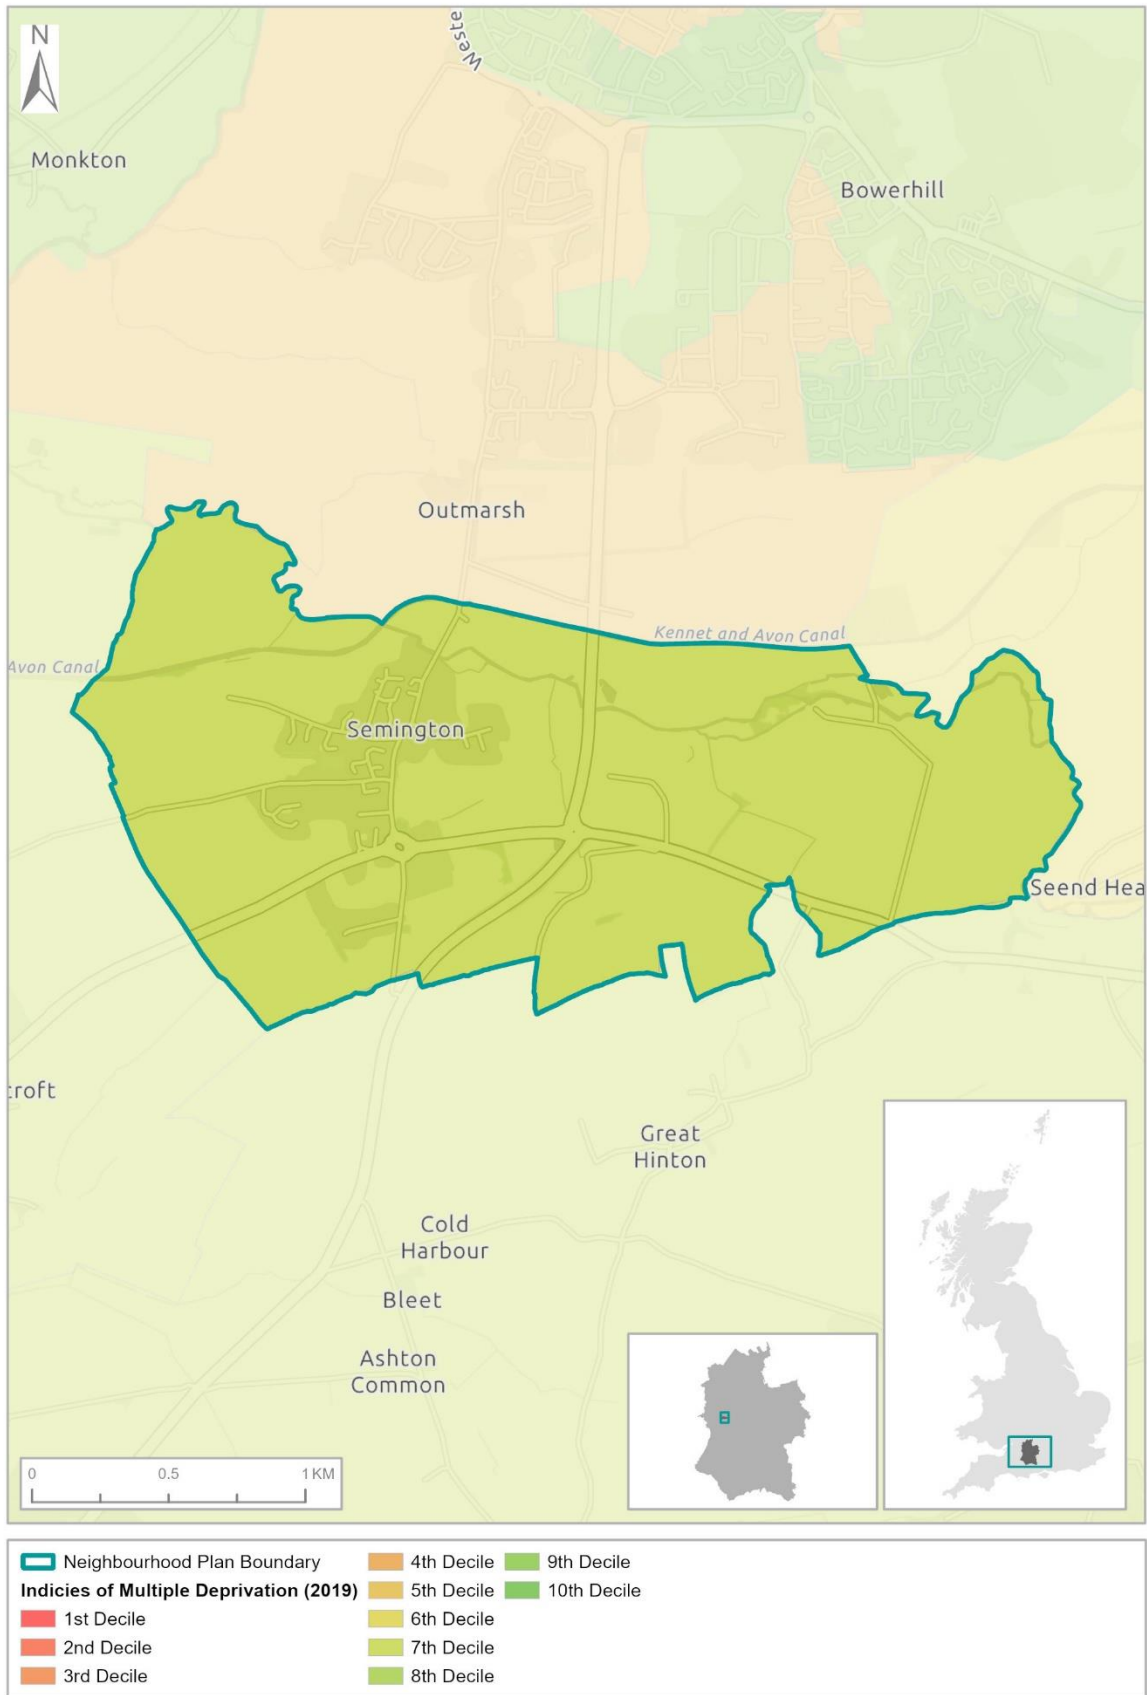 N
Weste
Monkton
Bowerhill
Outmarsh
Kennet and Avon Canal
Avon Canal
Semington
Seend Hea
croft
Great
Hinton
Cold
Harbour
Bleet
Ashton
Common
0 0.5 1 KM
Neighbourhood Plan Boundary
Indicies of Multiple Deprivation (2019)
1st Decile
2nd Decile
3rd Decile
4th Decile
5th Decile
6th Decile
7th Decile
8th Decile
9th Decile
10th Decile